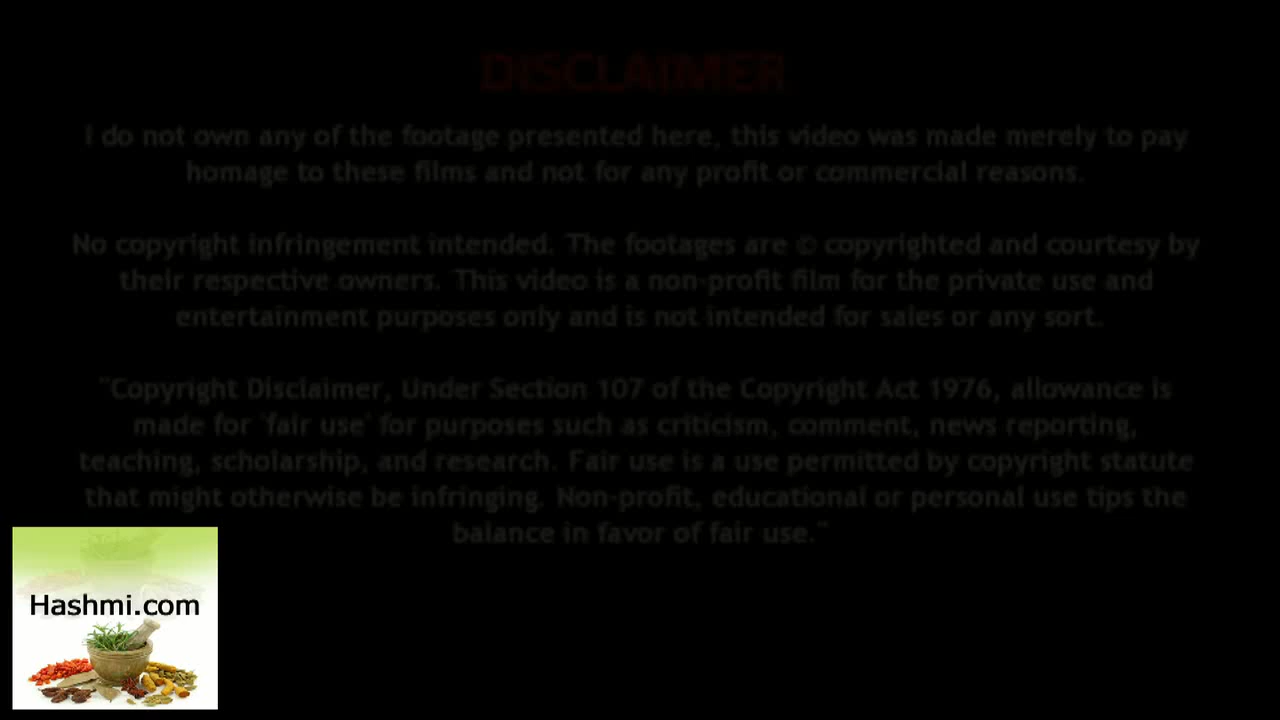 DISCLAIMER
I do not own any of the footage presented here, this video was made merely to pay
homage to these films and not for any profit or commercial reasons.
No copyright infringement intended. The footages are © copyrighted and courtesy by
their respective owners. This video is a non-profit film for the private use and
entertainment purposes only and is not intended for sales or any sort.
"Copyright Disclaimer, Under Section 107 of the Copyright Act 1976, allowance is
made for 'fair use' for purposes such as criticism, comment, news reporting,
teaching, scholarship, and research. Fair use is a use permitted by copyright statute
that might otherwise be infringing. Non-profit, educational or personal use tips the
balance in favor of fair use."
Hashmi.com